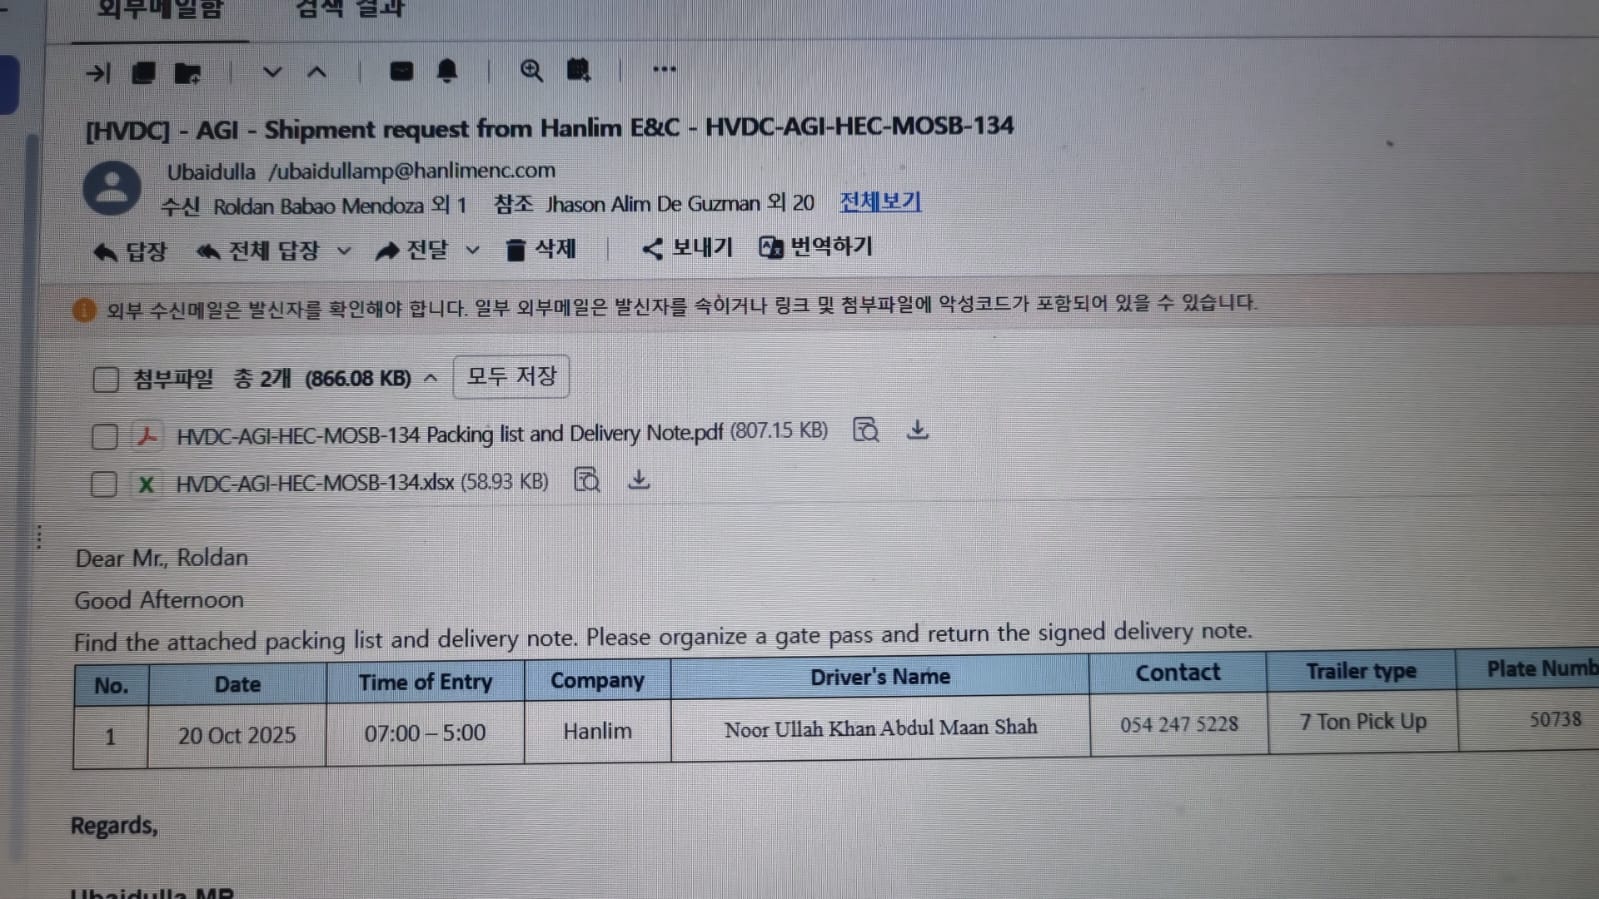 외부메일함 검색 결과
[HVDC] - AGI - Shipment request from Hanlim E&C - HVDC-AGI-HEC-MOSB-134
Ubaidulla /ubaidullamp@hanlimenc.com
수신 Roldan Babao Mendoza 외 1 참조 Jhason Alim De Guzman 외 20 전체보기
답장 전체 답장 전달 삭제 보내기 번역하기
외부 수신메일은 발신자를 확인해야 합니다. 일부 외부메일은 발신자를 속이거나 링크 및 첨부파일에 악성코드가 포함되어 있을 수 있습니다.
첨부파일 총 2개 (866.08 KB) 모두 저장
HVDC-AGI-HEC-MOSB-134 Packing list and Delivery Note.pdf (807.15 KB)
HVDC-AGI-HEC-MOSB-134.xlsx (58.93 KB)
Dear Mr., Roldan
Good Afternoon
Find the attached packing list and delivery note. Please organize a gate pass and return the signed delivery note.
No. Date Time of Entry Company Driver's Name Contact Trailer type Plate Numb
1 20 Oct 2025 07:00 – 5:00 Hanlim Noor Ullah Khan Abdul Maan Shah 054 247 5228 7 Ton Pick Up 50738
Regards,
Ubaidulla MP